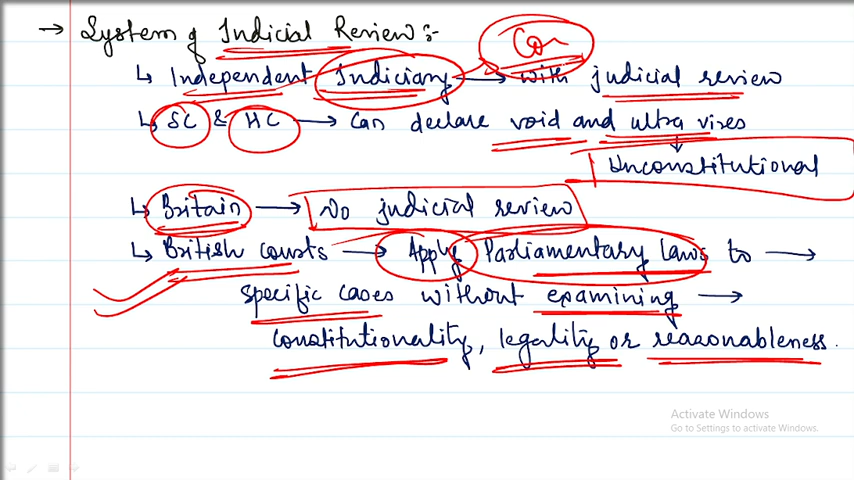 → System of Judicial Review :-
↳ Independent Judiciary → with judicial review
↳ SC & HC → Can declare void and ultra vires
Unconstitutional
↳ Britain → No judicial review
↳ British courts → Apply Parliamentary laws to →
specific cases without examining →
constitutionality, legality or reasonableness.
Activate Windows
Go to Settings to activate Windows.